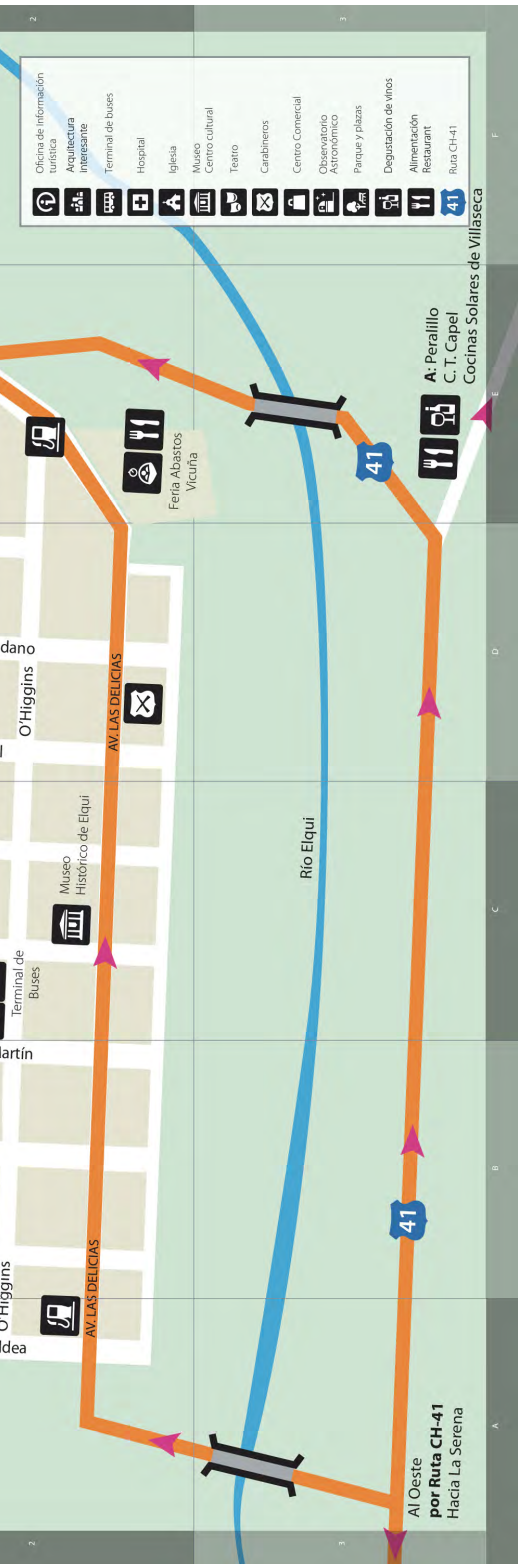 2
3
F
E
D
C
B
A
2
3
Oficina de Información
turística
Arquitectura
Interesante
Terminal de buses
Hospital
Iglesia
Museo
Centro cultural
Teatro
Carabineros
Centro Comercial
Observatorio
Astronómico
Parque y plazas
Degustación de vinos
Alimentación
Restaurant
41
Ruta CH-41
A: Peralillo
C. T. Capel
Cocinas Solares de Villaseca
41
Feria Abastos
Vicuña
dano
O'Higgins
l
AV. LAS DELICIAS
Museo
Histórico de Elqui
Río Elqui
Terminal de
Buses
artín
41
O'Higgins
ldea
AV. LAS DELICIAS
Al Oeste
por Ruta CH-41
Hacia La Serena